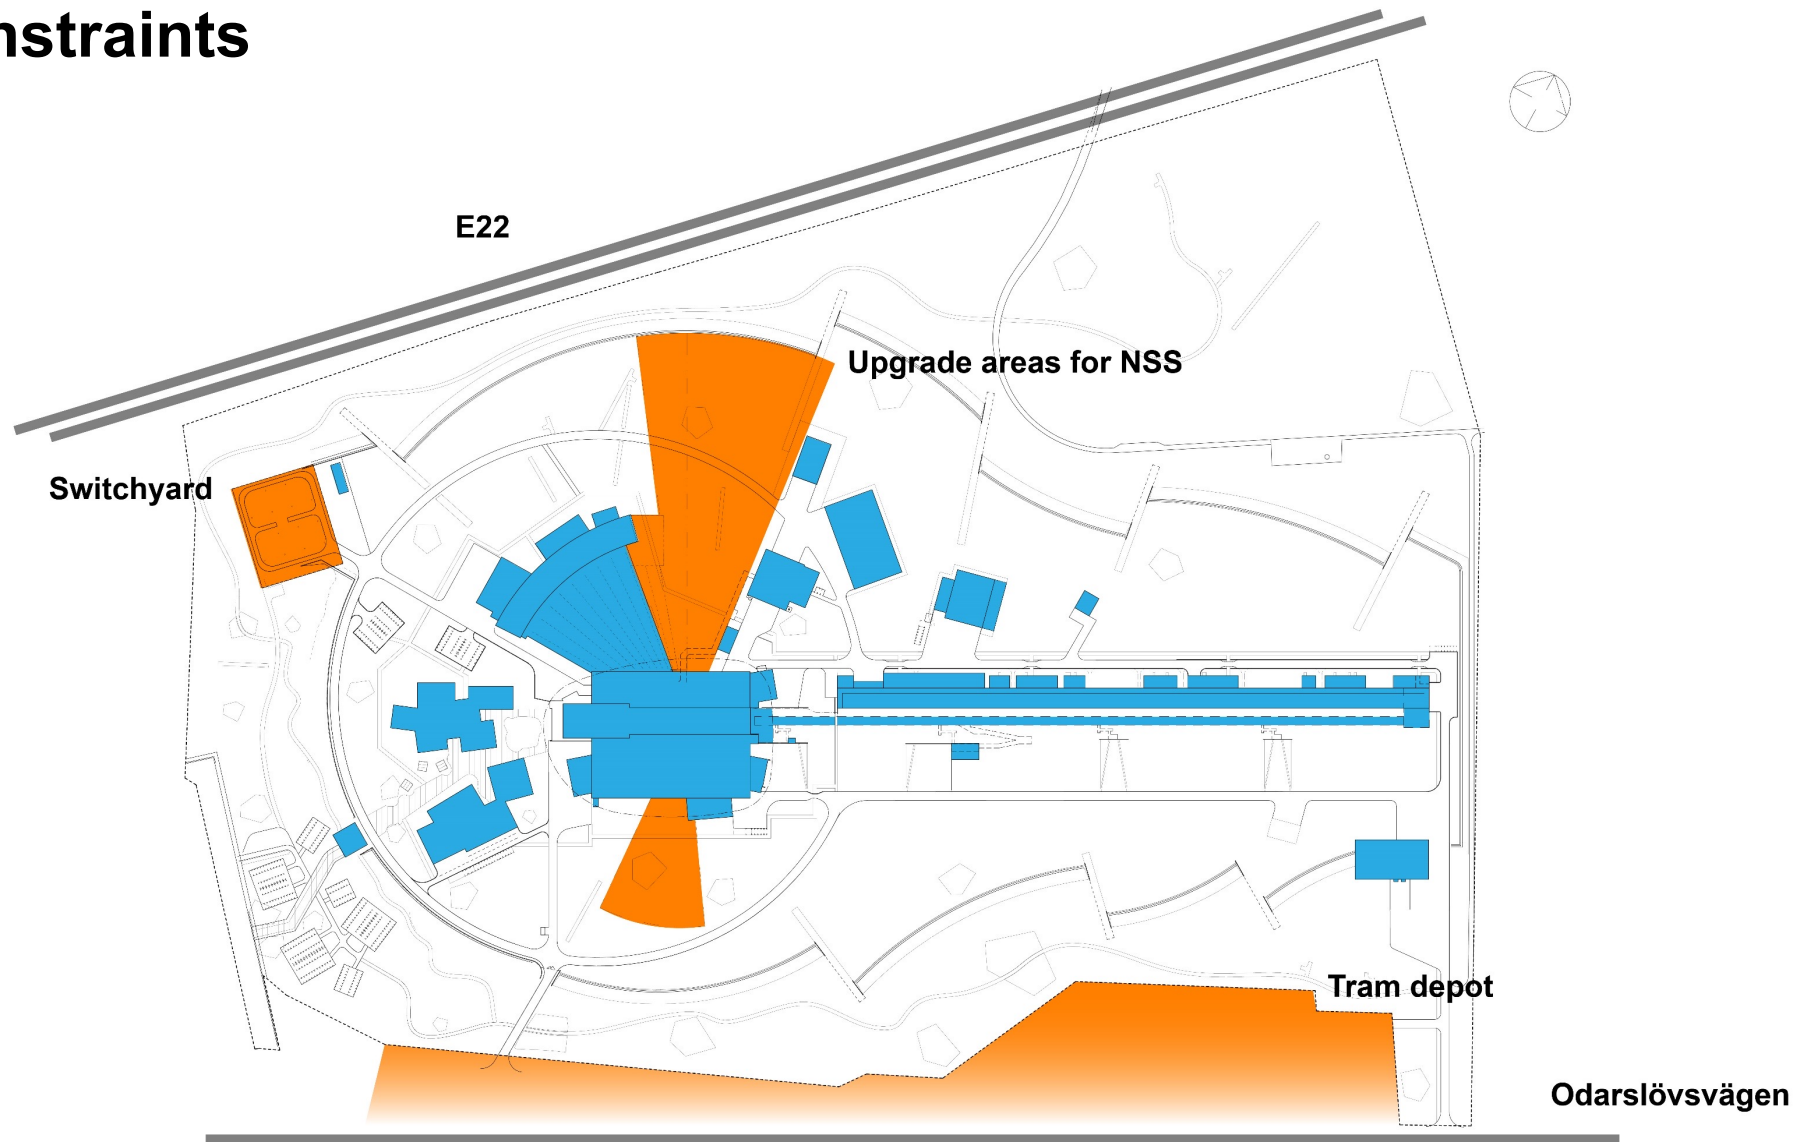 nstraints
E22
Upgrade areas for NSS
Switchyard
Tram depot
Odarslövsvägen